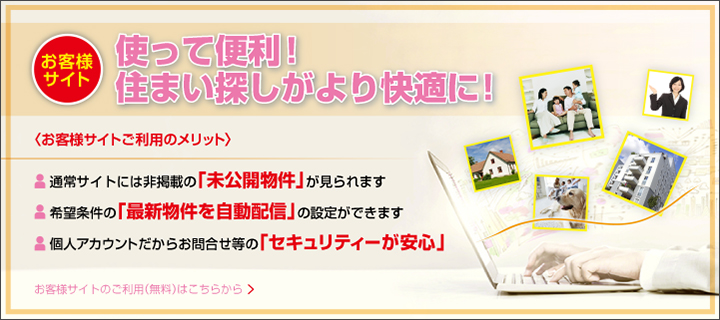 お客様
サイト
使って便利！
住まい探しがより快適に！
〈お客様サイトご利用のメリット〉
通常サイトには非掲載の「未公開物件」が見られます
希望条件の「最新物件を自動配信」の設定ができます
個人アカウントだからお問合せ等の「セキュリティーが安心」
お客様サイトのご利用（無料）はこちらから